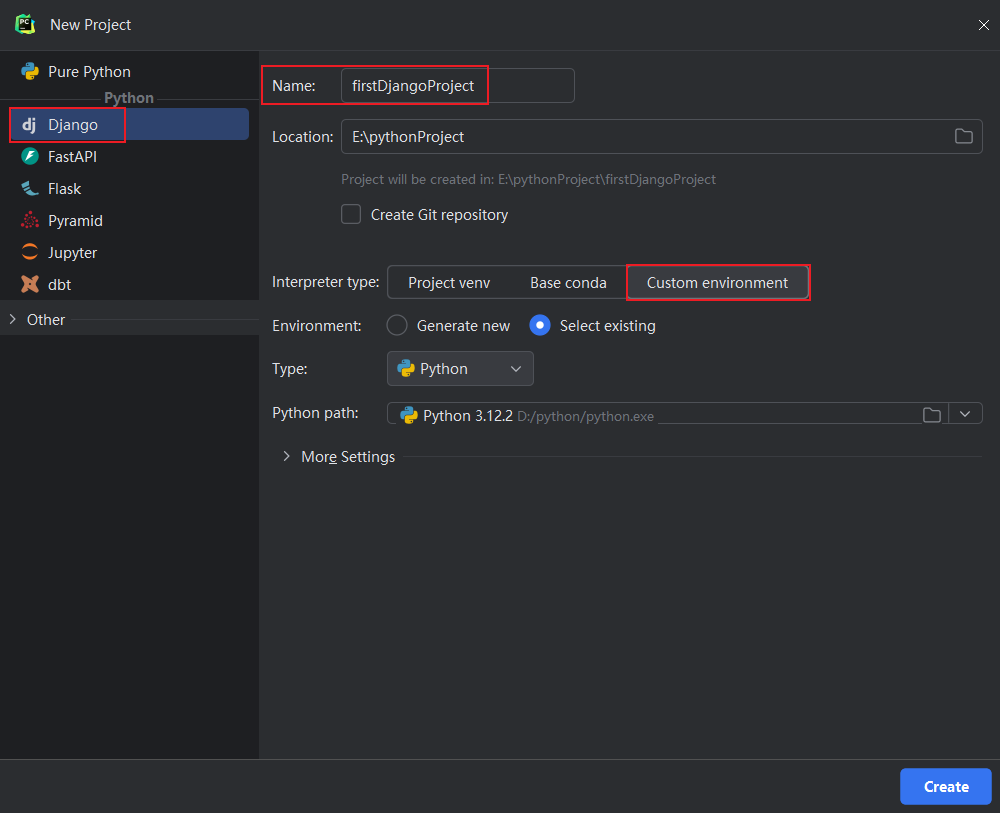 New Project
Pure Python
Python
Django
FastAPI
Flask
Pyramid
Jupyter
dbt
Other
Name: firstDjangoProject
Location: E:\pythonProject
Project will be created in: E:\pythonProject\firstDjangoProject
Create Git repository
Interpreter type: Project venv Base conda Custom environment
Environment: Generate new Select existing
Type: Python
Python path: Python 3.12.2 D:/python/python.exe
More Settings
Create